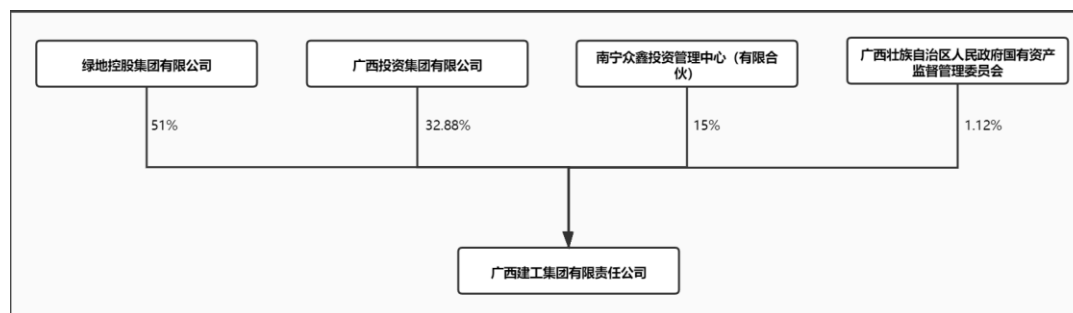 绿地控股集团有限公司
广西投资集团有限公司
南宁众鑫投资管理中心（有限合
伙）
广西壮族自治区人民政府国有资产
监督管理委员会
51%
32.88%
15%
1.12%
广西建工集团有限责任公司